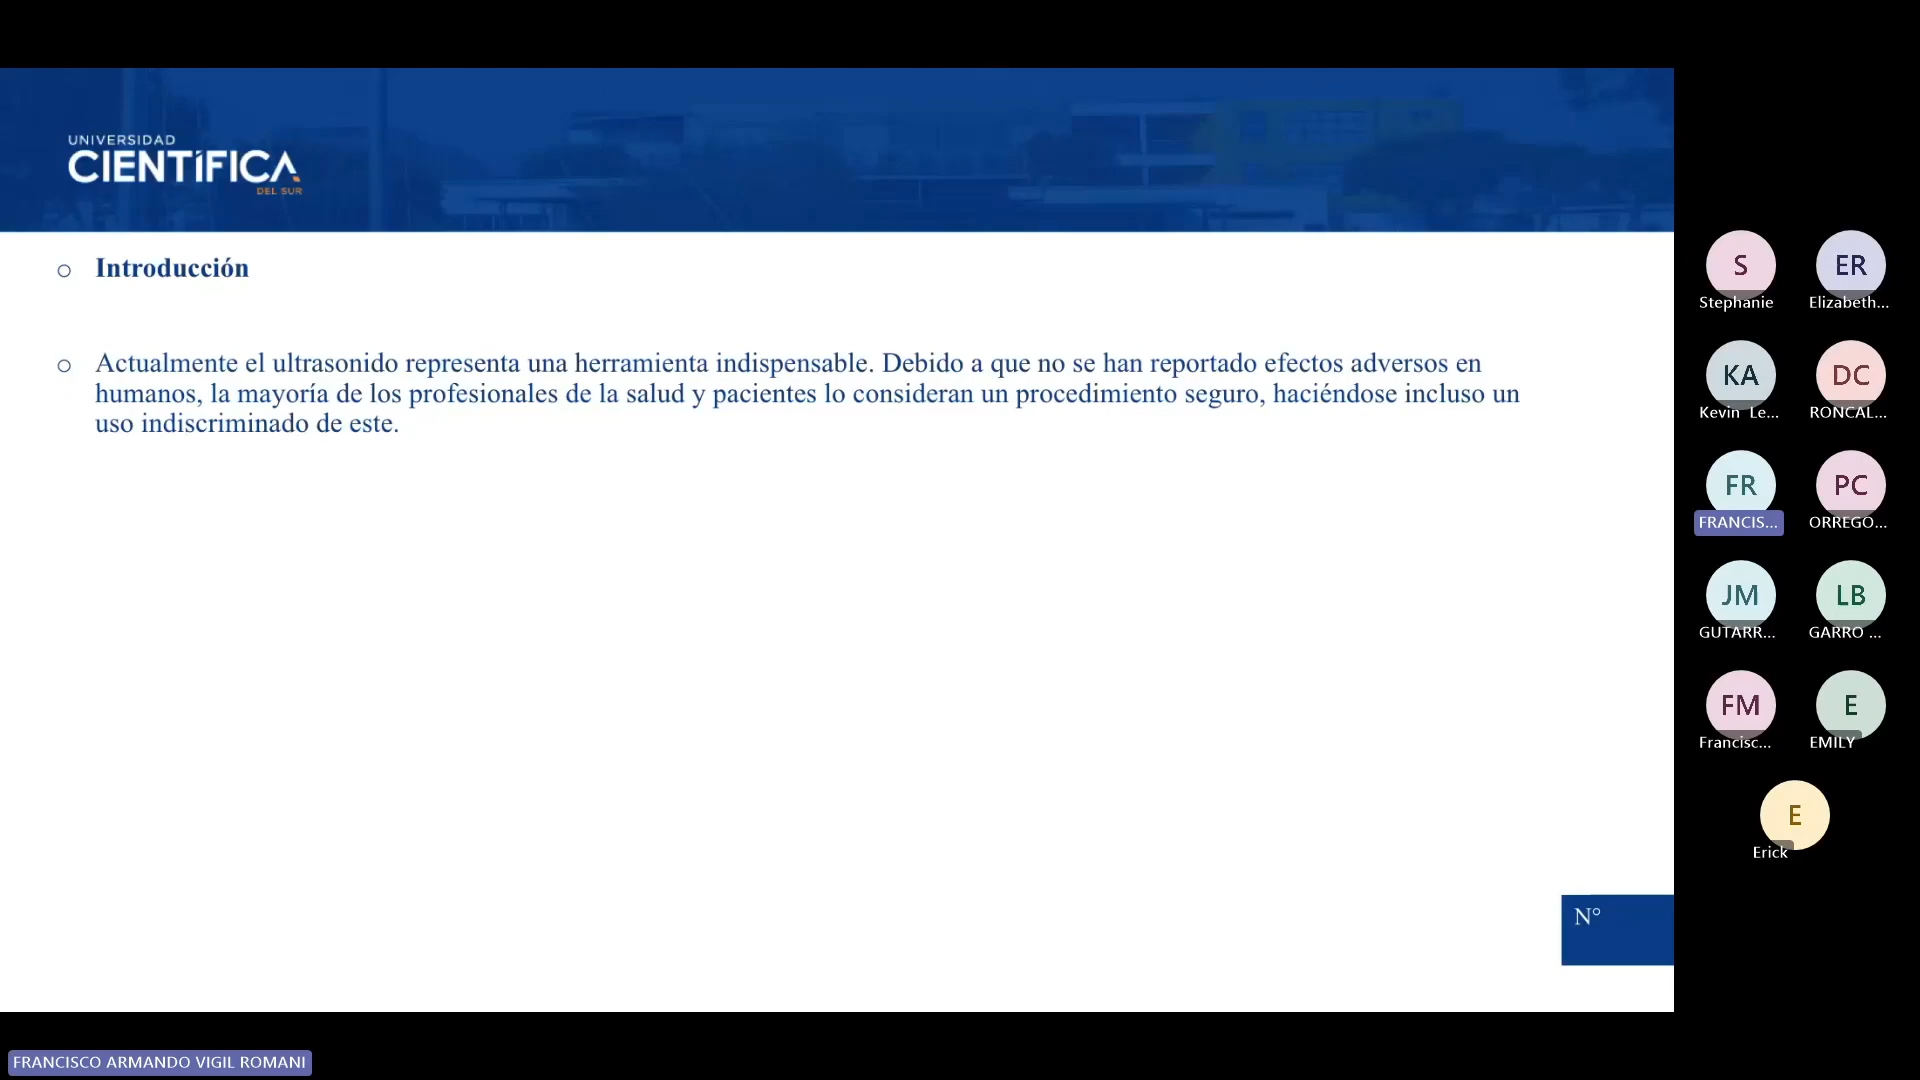 UNIVERSIDAD
CIENTÍFICA
DEL SUR
Introducción
Actualmente el ultrasonido representa una herramienta indispensable. Debido a que no se han reportado efectos adversos en
humanos, la mayoría de los profesionales de la salud y pacientes lo consideran un procedimiento seguro, haciéndose incluso un
uso indiscriminado de este.
N°
S
Stephanie
ER
Elizabeth...
KA
Kevin Le...
DC
RONCAL...
FR
FRANCIS...
PC
ORREGO...
JM
GUTARR...
LB
GARRO ...
FM
Francisc...
E
EMILY
E
Erick
FRANCISCO ARMANDO VIGIL ROMANI